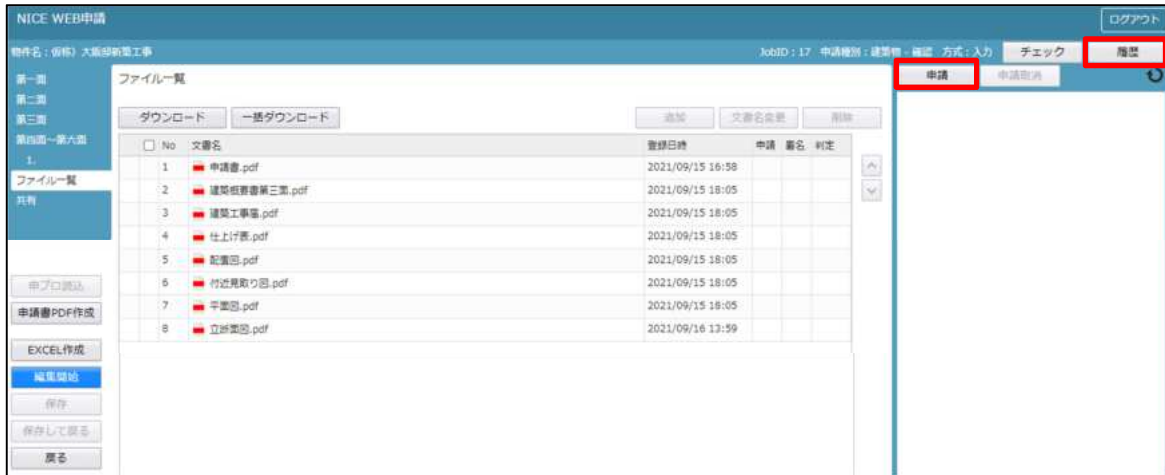 NICE WEB申請
ログアウト
物件名：仮称）大阪邸新築工事
JobID：17 申請種別：建築物 - 確認 方式：入力
チェック
履歴
第一面
第二面
第三面
第四面～第六面
1.
ファイル一覧
共有
ファイル一覧
申請
申請取消
ダウンロード
一括ダウンロード
追加
文書名変更
削除
No 文書名 登録日時 申請 署名 判定
1 申請書.pdf 2021/09/15 16:58
2 建築概要書第三面.pdf 2021/09/15 18:05
3 建築工事届.pdf 2021/09/15 18:05
4 仕上げ表.pdf 2021/09/15 18:05
5 配置図.pdf 2021/09/15 18:05
6 付近見取り図.pdf 2021/09/15 18:05
7 平面図.pdf 2021/09/15 18:05
8 立断面図.pdf 2021/09/16 13:59
申プロ読込
申請書PDF作成
EXCEL作成
編集開始
保存
保存して戻る
戻る